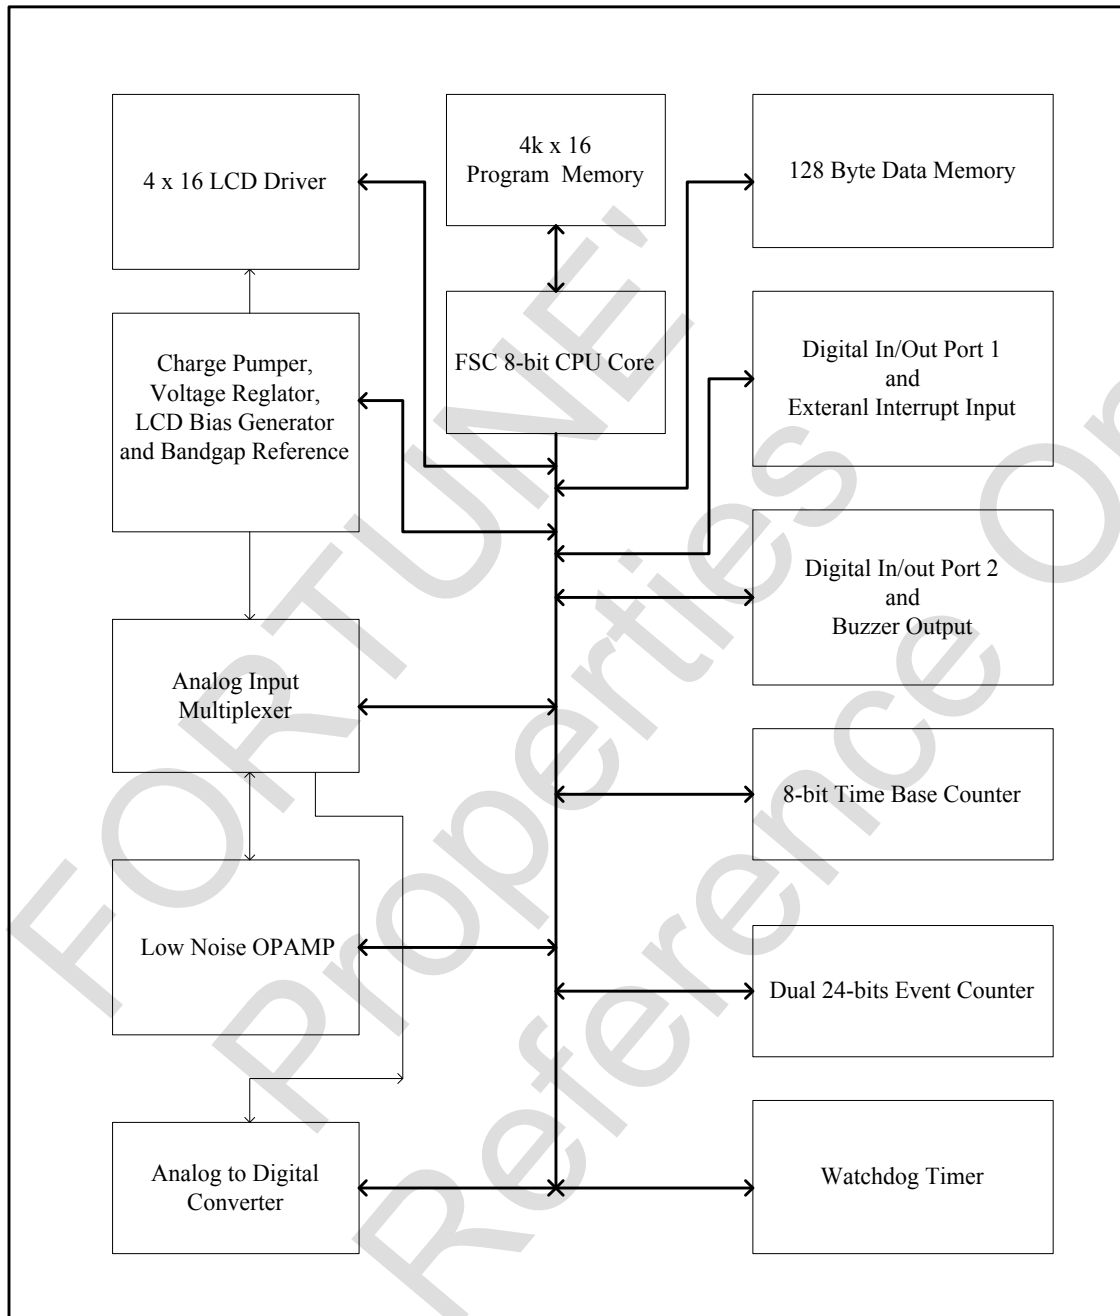 4 x 16 LCD Driver
4k x 16
Program Memory
128 Byte Data Memory
Charge Pumper,
Voltage Reglator,
LCD Bias Generator
and Bandgap Reference
FSC 8-bit CPU Core
Digital In/Out Port 1
and
Exteranl Interrupt Input
Digital In/out Port 2
and
Buzzer Output
Analog Input
Multiplexer
8-bit Time Base Counter
Low Noise OPAMP
Dual 24-bits Event Counter
Analog to Digital
Converter
Watchdog Timer
FORTUNE'
Properties
Reference